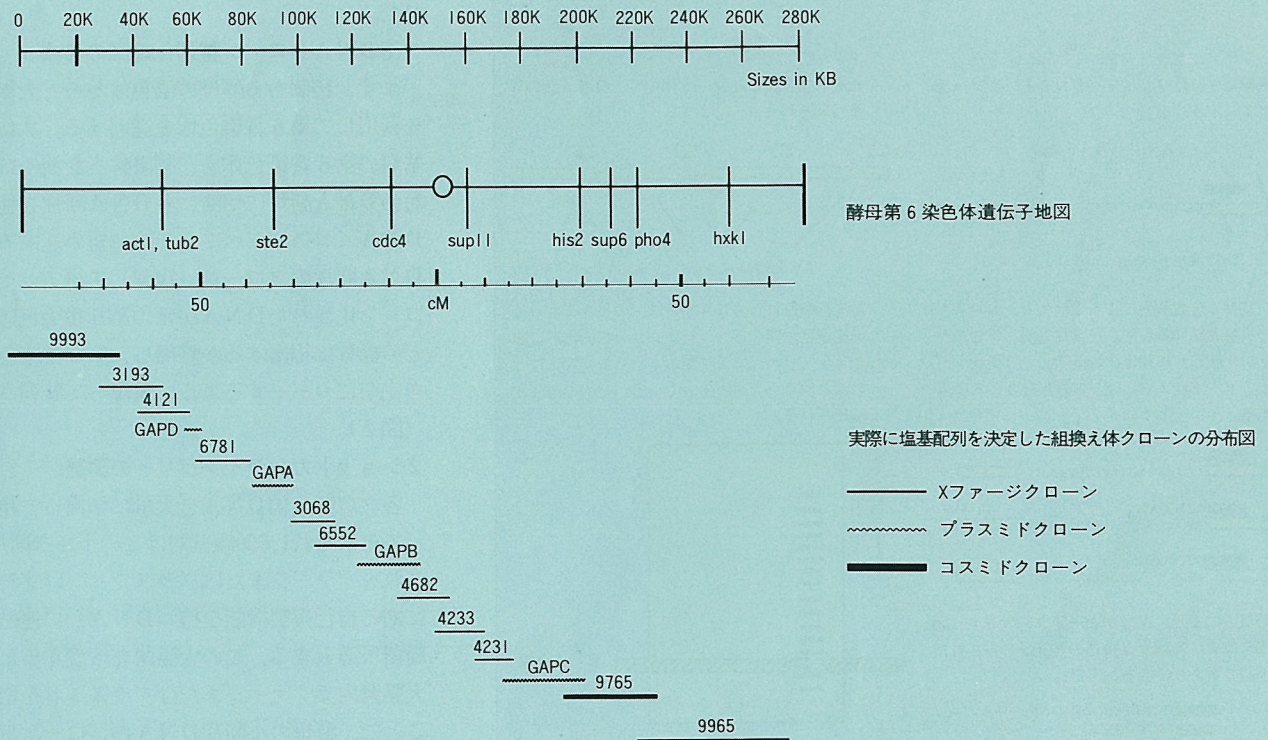 0 20K 40K 60K 80K 100K 120K 140K 160K 180K 200K 220K 240K 260K 280K
Sizes in KB
酵母第6染色体遺伝子地図
act1, tub2 ste2 cdc4 sup11 his2 sup6 pho4 hxk1
50 cM 50
9993
3193
4121
GAPD
6781
GAPA
3068
6552
GAPB
4682
4233
4231
GAPC
9765
9965
実際に塩基配列を決定した組換え体クローンの分布図
Xファージクローン
プラスミドクローン
コスミドクローン